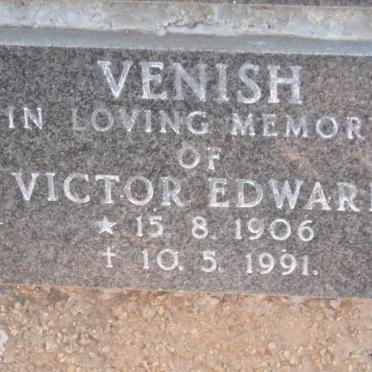 VENISH
IN LOVING MEMOR
OF
VICTOR EDWAR
★ 15. 8. 1906
† 10. 5. 1991.